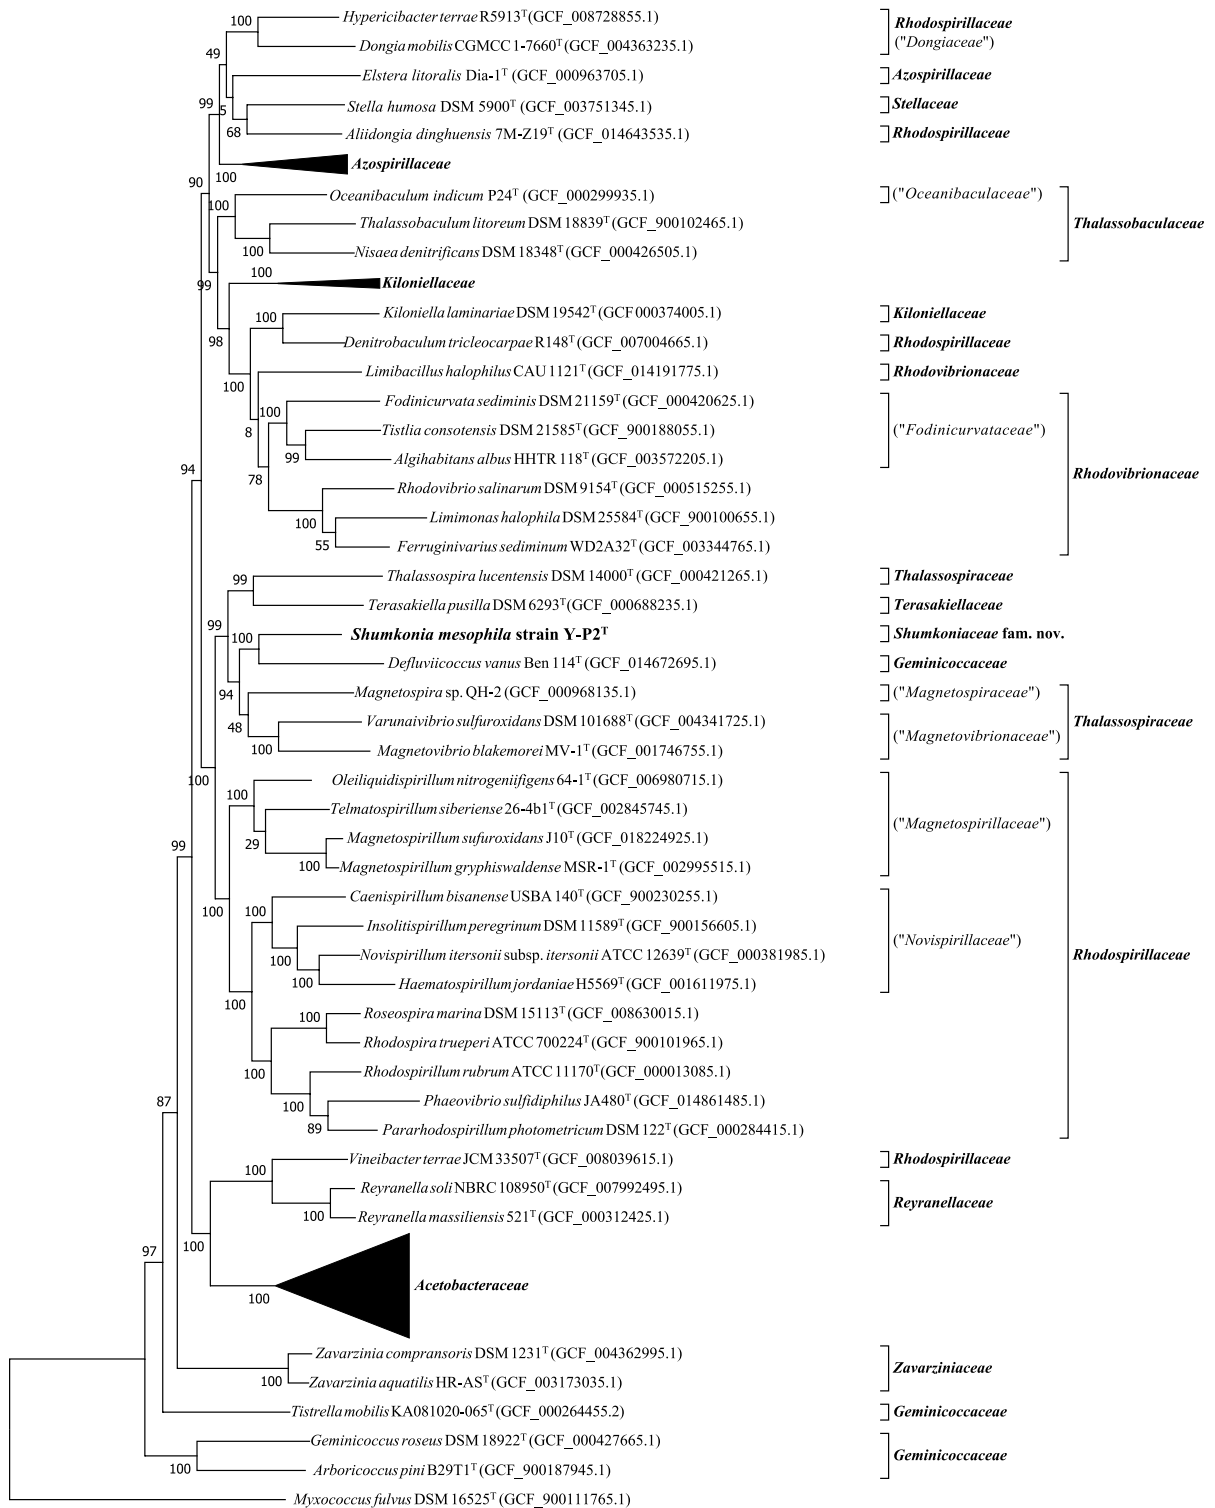 100
Hypericibacter terrae R5913ᵀ (GCF_008728855.1)
Rhodospirillaceae
("Dongiaceae")
Dongia mobilis CGMCC 1-7660ᵀ (GCF_004363235.1)
49
Elstera litoralis Dia-1ᵀ (GCF_000963705.1)
Azospirillaceae
99
5
Stella humosa DSM 5900ᵀ (GCF_003751345.1)
Stellaceae
68
Aliidongia dinghuensis 7M-Z19ᵀ (GCF_014643535.1)
Rhodospirillaceae
100
Azospirillaceae
90
100
Oceanibaculum indicum P24ᵀ (GCF_000299935.1)
("Oceanibaculaceae")
Thalassobaculum litoreum DSM 18839ᵀ (GCF_900102465.1)
Thalassobaculaceae
100
Nisaea denitrificans DSM 18348ᵀ (GCF_000426505.1)
99
100
Kiloniellaceae
100
Kiloniella laminariae DSM 19542ᵀ (GCF 000374005.1)
Kiloniellaceae
98
Denitrobaculum tricleocarpae R148ᵀ (GCF_007004665.1)
Rhodospirillaceae
100
Limibacillus halophilus CAU 1121ᵀ (GCF_014191775.1)
Rhodovibrionaceae
100
Fodinicurvata sediminis DSM 21159ᵀ (GCF_000420625.1)
8
Tistlia consotensis DSM 21585ᵀ (GCF_900188055.1)
("Fodinicurvataceae")
99
Algihabitans albus HHTR 118ᵀ (GCF_003572205.1)
94
78
Rhodovibrionaceae
Rhodovibrio salinarum DSM 9154ᵀ (GCF_000515255.1)
100
Limimonas halophila DSM 25584ᵀ (GCF_900100655.1)
55
Ferruginivarius sediminum WD2A32ᵀ (GCF_003344765.1)
99
Thalassospira lucentensis DSM 14000ᵀ (GCF_000421265.1)
Thalassospiraceae
Terasakiella pusilla DSM 6293ᵀ (GCF_000688235.1)
Terasakiellaceae
99
100
Shumkonia mesophila strain Y-P2ᵀ
Shumkoniaceae fam. nov.
Defluviicoccus vanus Ben 114ᵀ (GCF_014672695.1)
Geminicoccaceae
94
Magnetospira sp. QH-2 (GCF_000968135.1)
("Magnetospiraceae")
48
Varunaivibrio sulfuroxidans DSM 101688ᵀ (GCF_004341725.1)
Thalassospiraceae
("Magnetovibrionaceae")
100
Magnetovibrio blakemorei MV-1ᵀ (GCF_001746755.1)
100
Oleiliquidispirillum nitrogeniifigens 64-1ᵀ (GCF_006980715.1)
100
Telmatospirillum siberiense 26-4b1ᵀ (GCF_002845745.1)
("Magnetospirillaceae")
29
Magnetospirillum sufuroxidans J10ᵀ (GCF_018224925.1)
99
100
Magnetospirillum gryphiswaldense MSR-1ᵀ (GCF_002995515.1)
Caenispirillum bisanense USBA 140ᵀ (GCF_900230255.1)
100
100
Insolitispirillum peregrinum DSM 11589ᵀ (GCF_900156605.1)
("Novispirillaceae")
100
Novispirillum itersonii subsp. itersonii ATCC 12639ᵀ (GCF_000381985.1)
Rhodospirillaceae
100
Haematospirillum jordaniae H5569ᵀ (GCF_001611975.1)
100
100
Roseospira marina DSM 15113ᵀ (GCF_008630015.1)
Rhodospira trueperi ATCC 700224ᵀ (GCF_900101965.1)
100
Rhodospirillum rubrum ATCC 11170ᵀ (GCF_000013085.1)
87
100
Phaeovibrio sulfidiphilus JA480ᵀ (GCF_014861485.1)
89
Pararhodospirillum photometricum DSM 122ᵀ (GCF_000284415.1)
100
Vineibacter terrae JCM 33507ᵀ (GCF_008039615.1)
Rhodospirillaceae
Reyranella soli NBRC 108950ᵀ (GCF_007992495.1)
Reyranellaceae
100
Reyranella massiliensis 521ᵀ (GCF_000312425.1)
97
100
100
Acetobacteraceae
Zavarzinia compransoris DSM 1231ᵀ (GCF_004362995.1)
Zavarziniaceae
100
Zavarzinia aquatilis HR-ASᵀ (GCF_003173035.1)
Tistrella mobilis KA081020-065ᵀ (GCF_000264455.2)
Geminicoccaceae
Geminicoccus roseus DSM 18922ᵀ (GCF_000427665.1)
Geminicoccaceae
100
Arboricoccus pini B29T1ᵀ (GCF_900187945.1)
Myxococcus fulvus DSM 16525ᵀ (GCF_900111765.1)